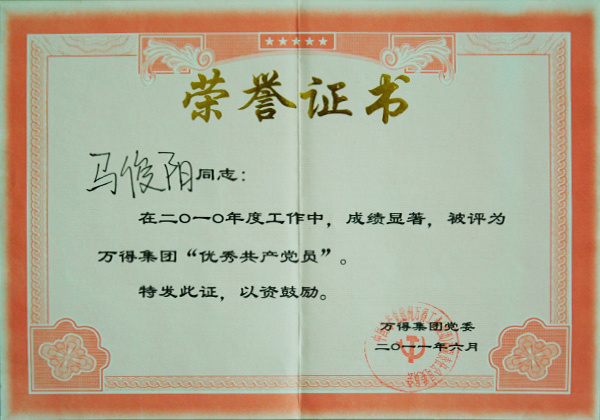 荣誉证书
马俊阳同志：
在二〇一〇年度工作中，成绩显著，被评为
万得集团“优秀共产党员”。
特发此证，以资鼓励。
万得集团党委
二〇一一年六月